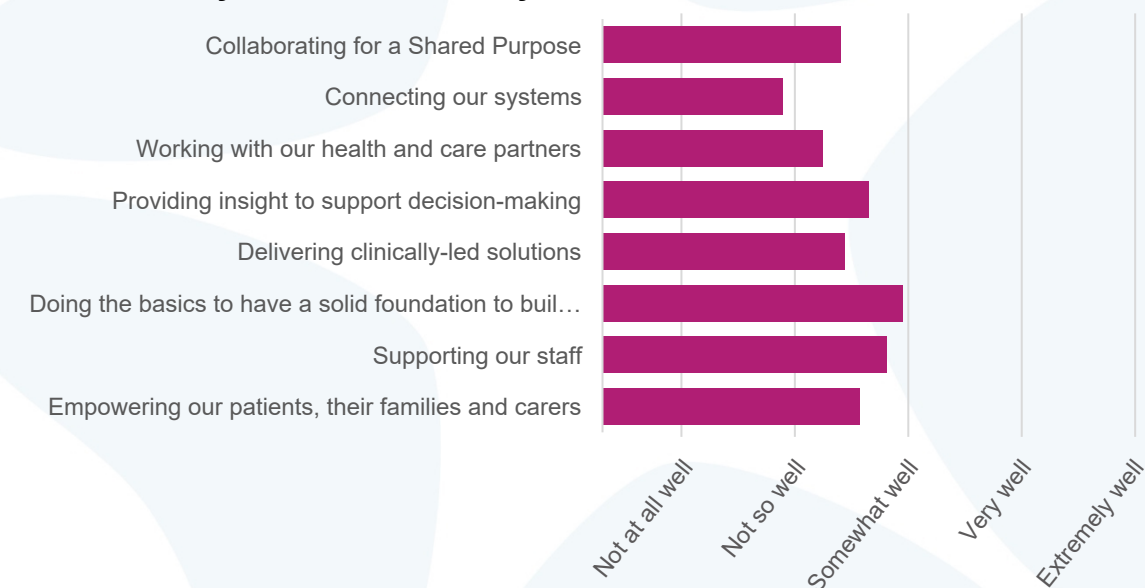 Collaborating for a Shared Purpose
Connecting our systems
Working with our health and care partners
Providing insight to support decision-making
Delivering clinically-led solutions
Doing the basics to have a solid foundation to buil…
Supporting our staff
Empowering our patients, their families and carers
Not at all well
Not so well
Somewhat well
Very well
Extremely well